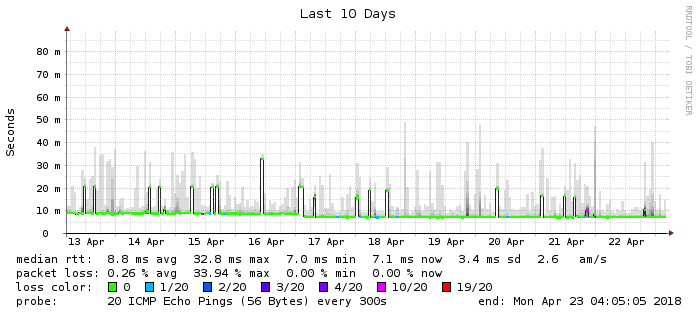 Last 10 Days
RRDTOOL / TOBI OETIKER
Seconds
80 m
70 m
60 m
50 m
40 m
30 m
20 m
10 m
0
13 Apr 14 Apr 15 Apr 16 Apr 17 Apr 18 Apr 19 Apr 20 Apr 21 Apr 22 Apr
median rtt: 8.8 ms avg 32.8 ms max 7.0 ms min 7.1 ms now 3.4 ms sd 2.6 am/s
packet loss: 0.26 % avg 33.94 % max 0.00 % min 0.00 % now
loss color: 0 1/20 2/20 3/20 4/20 10/20 19/20
probe: 20 ICMP Echo Pings (56 Bytes) every 300s end: Mon Apr 23 04:05:05 2018